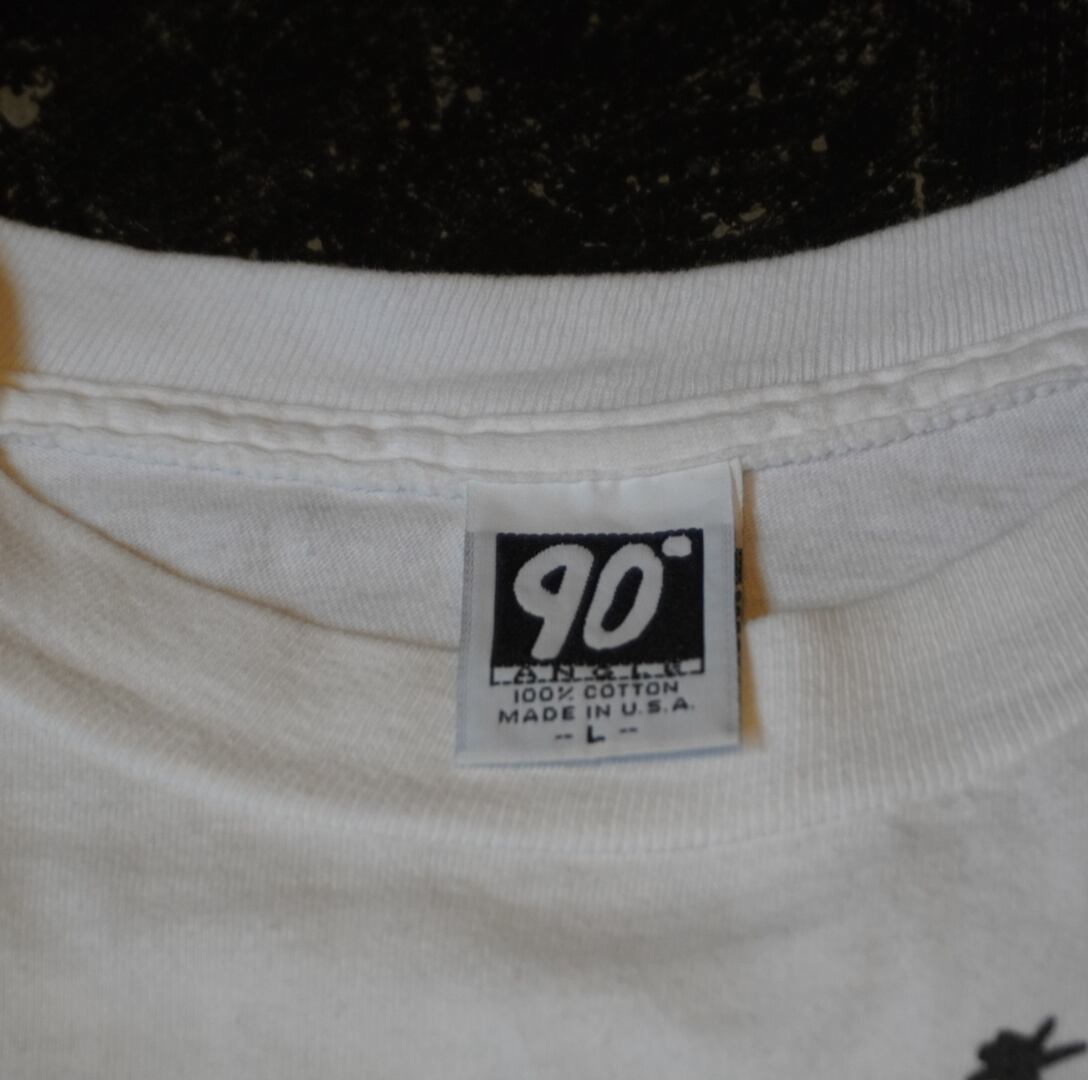 90°
ANGLE
100% COTTON
MADE IN U.S.A.
-- L --